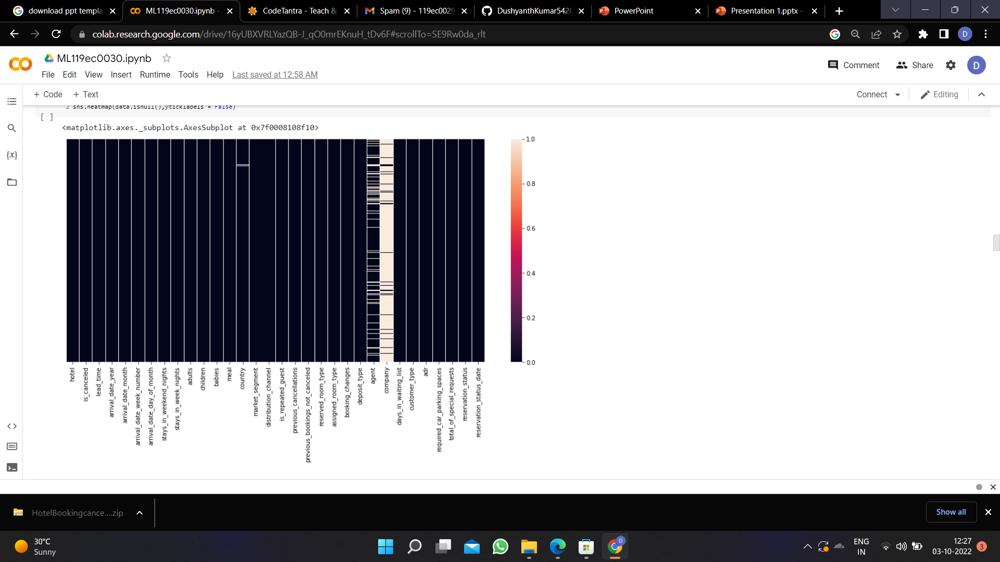 download ppt templa
ML119ec0030.ipynb -
CodeTantra - Teach &
Spam (9) - 119ec0029
DushyanthKumar5426
PowerPoint
Presentation 1.pptx -
colab.research.google.com/drive/16yUBXVRLYazQB-J_qO0mrEKnuH_tDv6F#scrollTo=SE9Rw0da_rlt
D
ML119ec0030.ipynb
File Edit View Insert Runtime Tools Help Last saved at 12:58 AM
Comment Share D
+ Code + Text
Connect Editing
2 sns.heatmap(data.isnull(),yticklabels = False)
[ ]
<matplotlib.axes._subplots.AxesSubplot at 0x7f0008108f10>
{x}
1.0
0.8
0.6
0.4
0.2
0.0
hotel
is_canceled
lead_time
arrival_date_year
arrival_date_month
arrival_date_week_number
arrival_date_day_of_month
stays_in_weekend_nights
stays_in_week_nights
adults
children
babies
meal
country
market_segment
distribution_channel
is_repeated_guest
previous_cancellations
previous_bookings_not_canceled
reserved_room_type
assigned_room_type
booking_changes
deposit_type
agent
company
days_in_waiting_list
customer_type
adr
required_car_parking_spaces
total_of_special_requests
reservation_status
reservation_status_date
HotelBookingcance....zip
Show all
30°C
Sunny
D
ENG
IN
12:27
03-10-2022
3